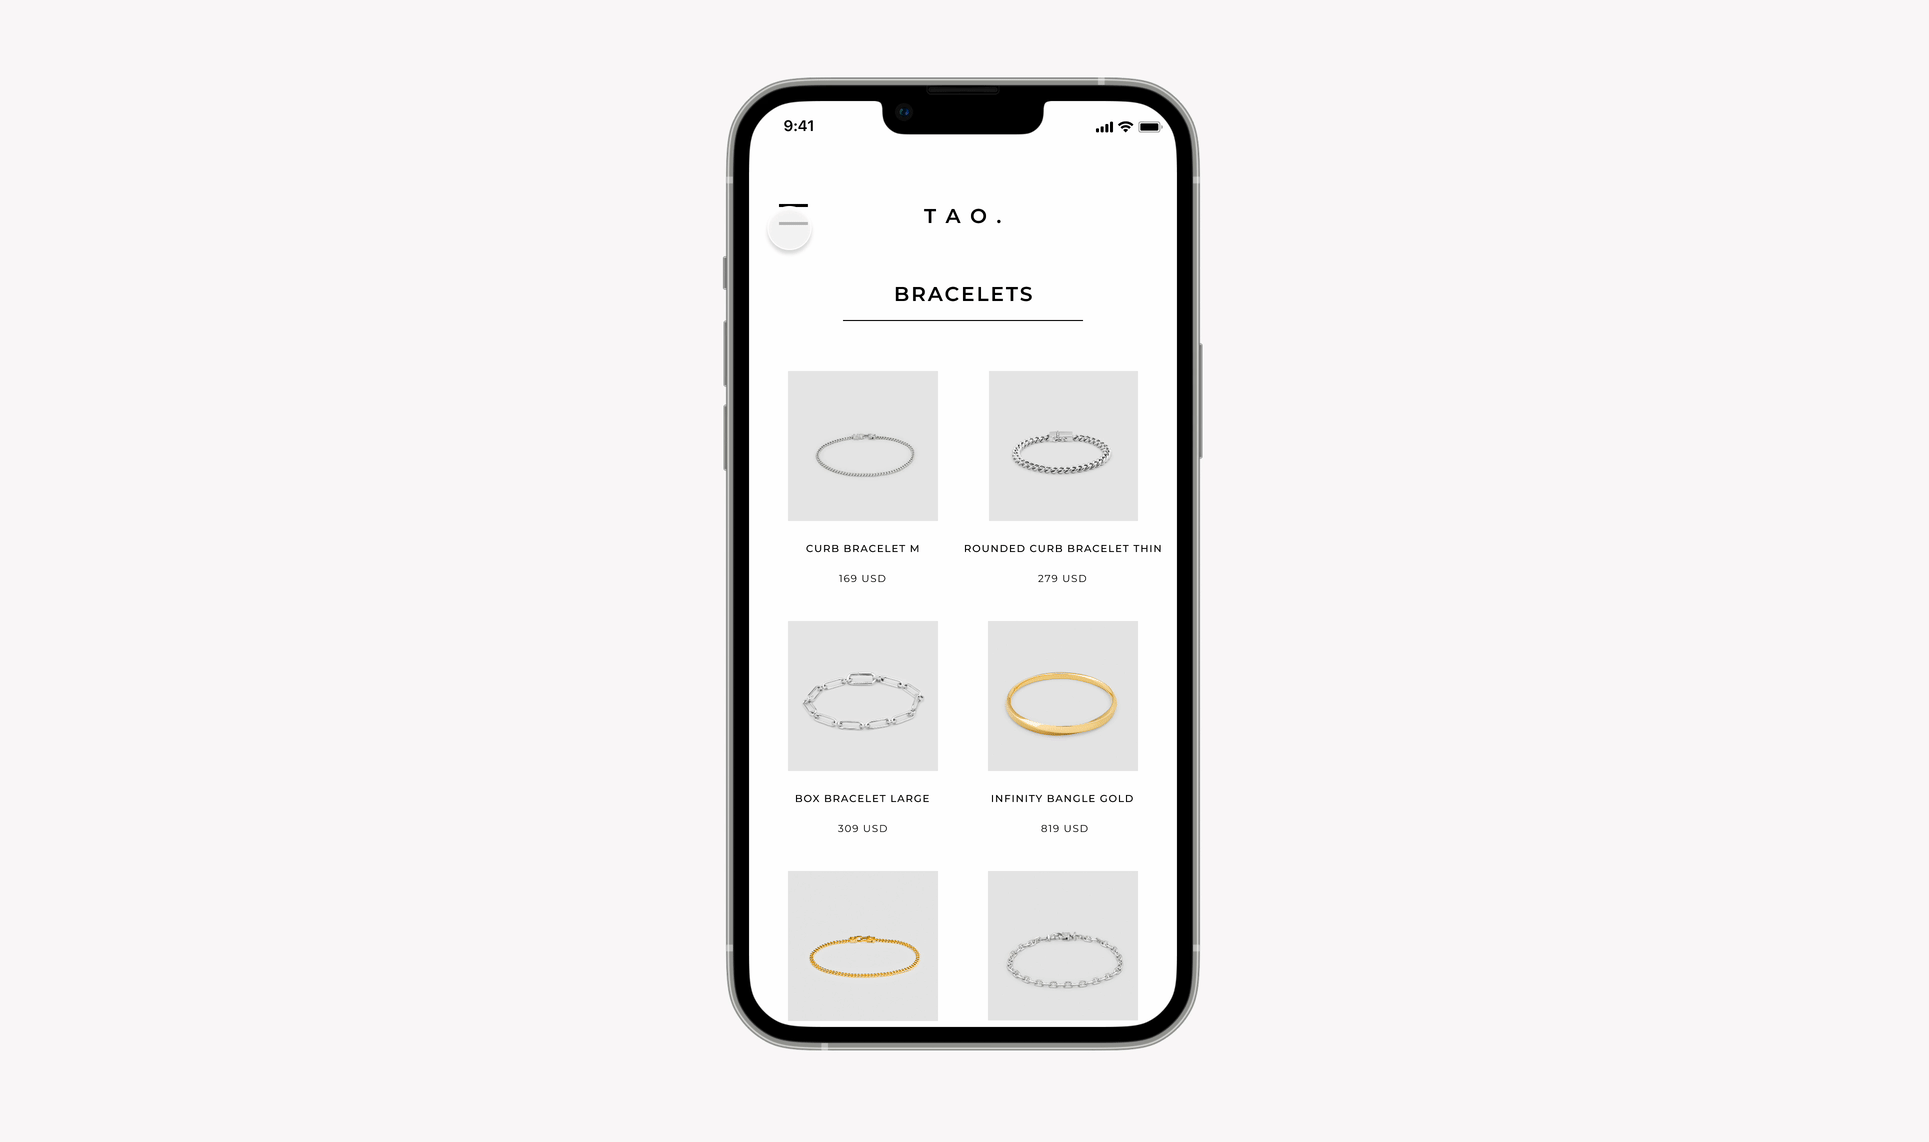 9:41
TAO.
BRACELETS
CURB BRACELET M
ROUNDED CURB BRACELET THIN
169 USD
279 USD
BOX BRACELET LARGE
INFINITY BANGLE GOLD
309 USD
819 USD